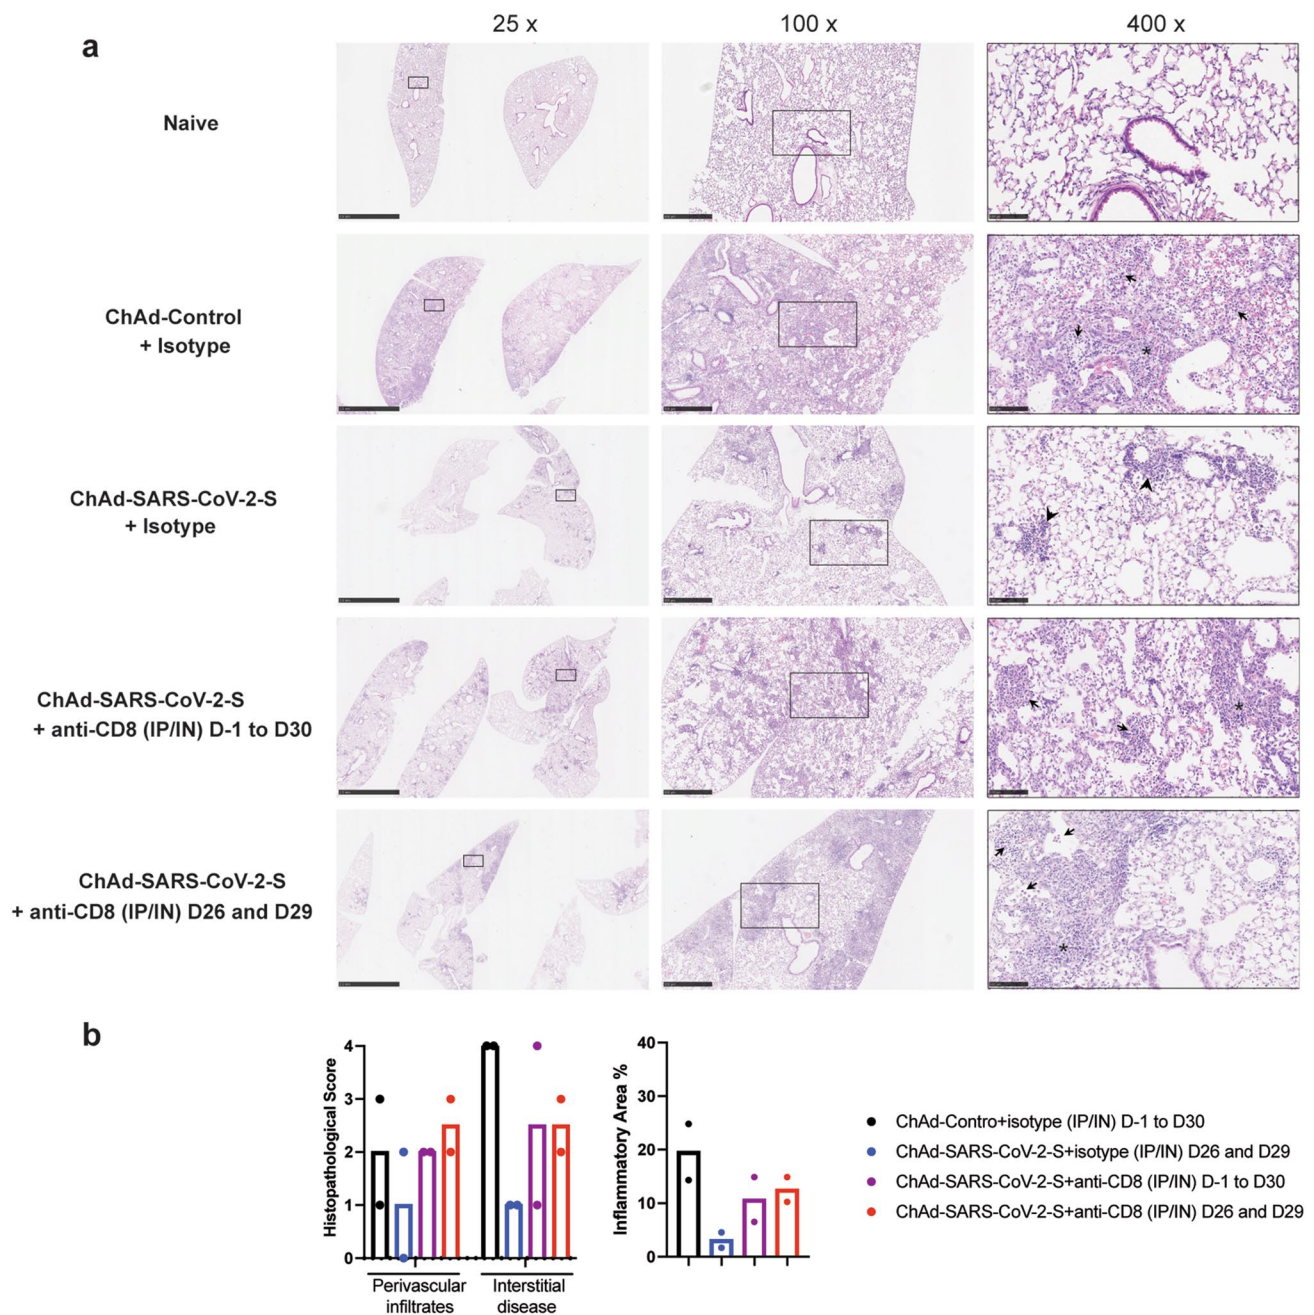 25 x 100 x 400 x
a
Naive
ChAd-Control
+ Isotype
ChAd-SARS-CoV-2-S
+ Isotype
ChAd-SARS-CoV-2-S
+ anti-CD8 (IP/IN) D-1 to D30
ChAd-SARS-CoV-2-S
+ anti-CD8 (IP/IN) D26 and D29
* * *
b
Histopathological Score
4
3
2
1
0
Perivascular
infiltrates
Interstitial
disease
Inflammatory Area %
40
30
20
10
0
ChAd-Contro+isotype (IP/IN) D-1 to D30
ChAd-SARS-CoV-2-S+isotype (IP/IN) D26 and D29
ChAd-SARS-CoV-2-S+anti-CD8 (IP/IN) D-1 to D30
ChAd-SARS-CoV-2-S+anti-CD8 (IP/IN) D26 and D29